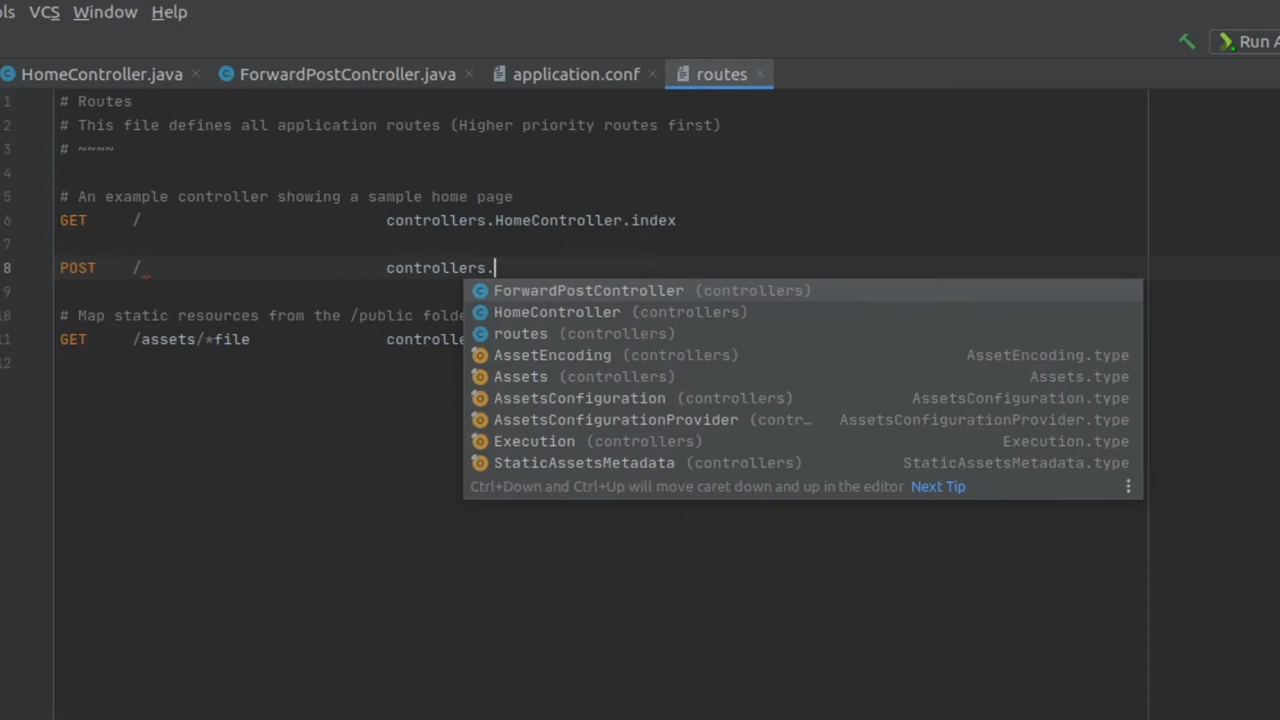 ols VCS Window Help
Run A
HomeController.java ForwardPostController.java application.conf routes
1 # Routes
2 # This file defines all application routes (Higher priority routes first)
3 # ~~~~
4
5 # An example controller showing a sample home page
6 GET / controllers.HomeController.index
7
8 POST / controllers.
9
10 # Map static resources from the /public folde
11 GET /assets/*file controlle
12
ForwardPostController (controllers)
HomeController (controllers)
routes (controllers)
AssetEncoding (controllers) AssetEncoding.type
Assets (controllers) Assets.type
AssetsConfiguration (controllers) AssetsConfiguration.type
AssetsConfigurationProvider (contr… AssetsConfigurationProvider.type
Execution (controllers) Execution.type
StaticAssetsMetadata (controllers) StaticAssetsMetadata.type
Ctrl+Down and Ctrl+Up will move caret down and up in the editor Next Tip